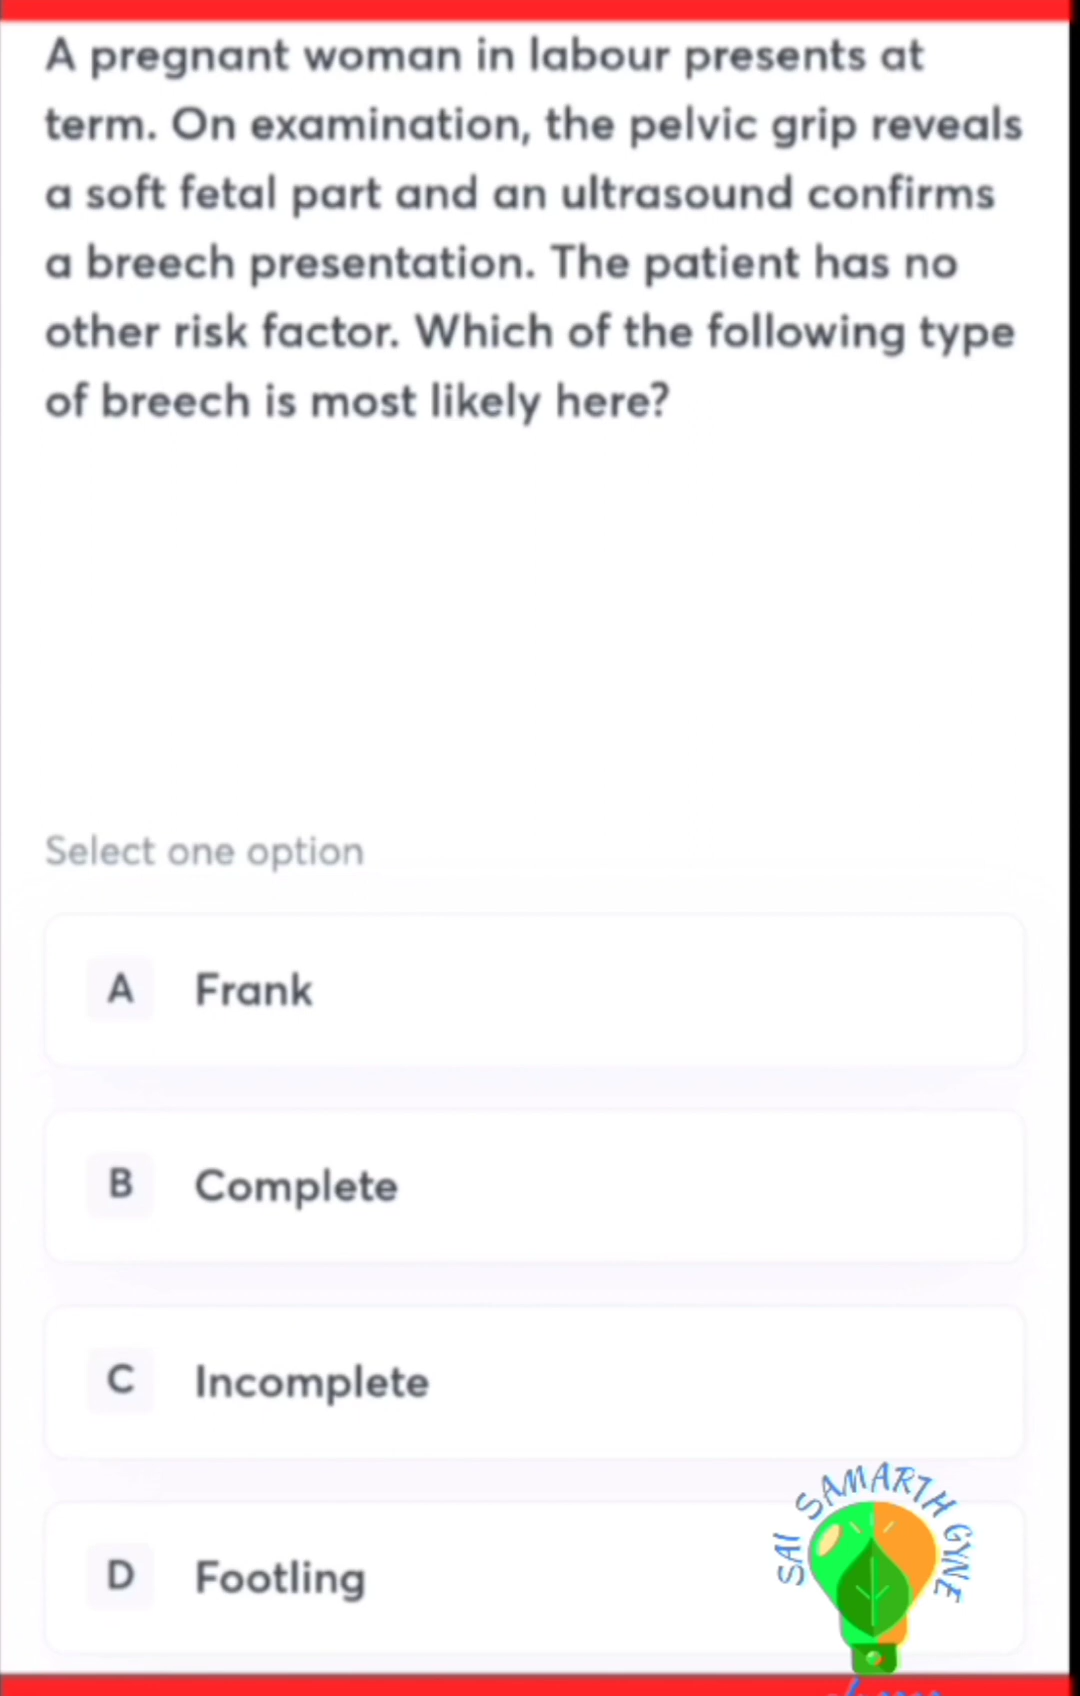 A pregnant woman in labour presents at
term. On examination, the pelvic grip reveals
a soft fetal part and an ultrasound confirms
a breech presentation. The patient has no
other risk factor. Which of the following type
of breech is most likely here?
Select one option
A Frank
B Complete
C Incomplete
D Footling
SAI SAMARTH GYNE